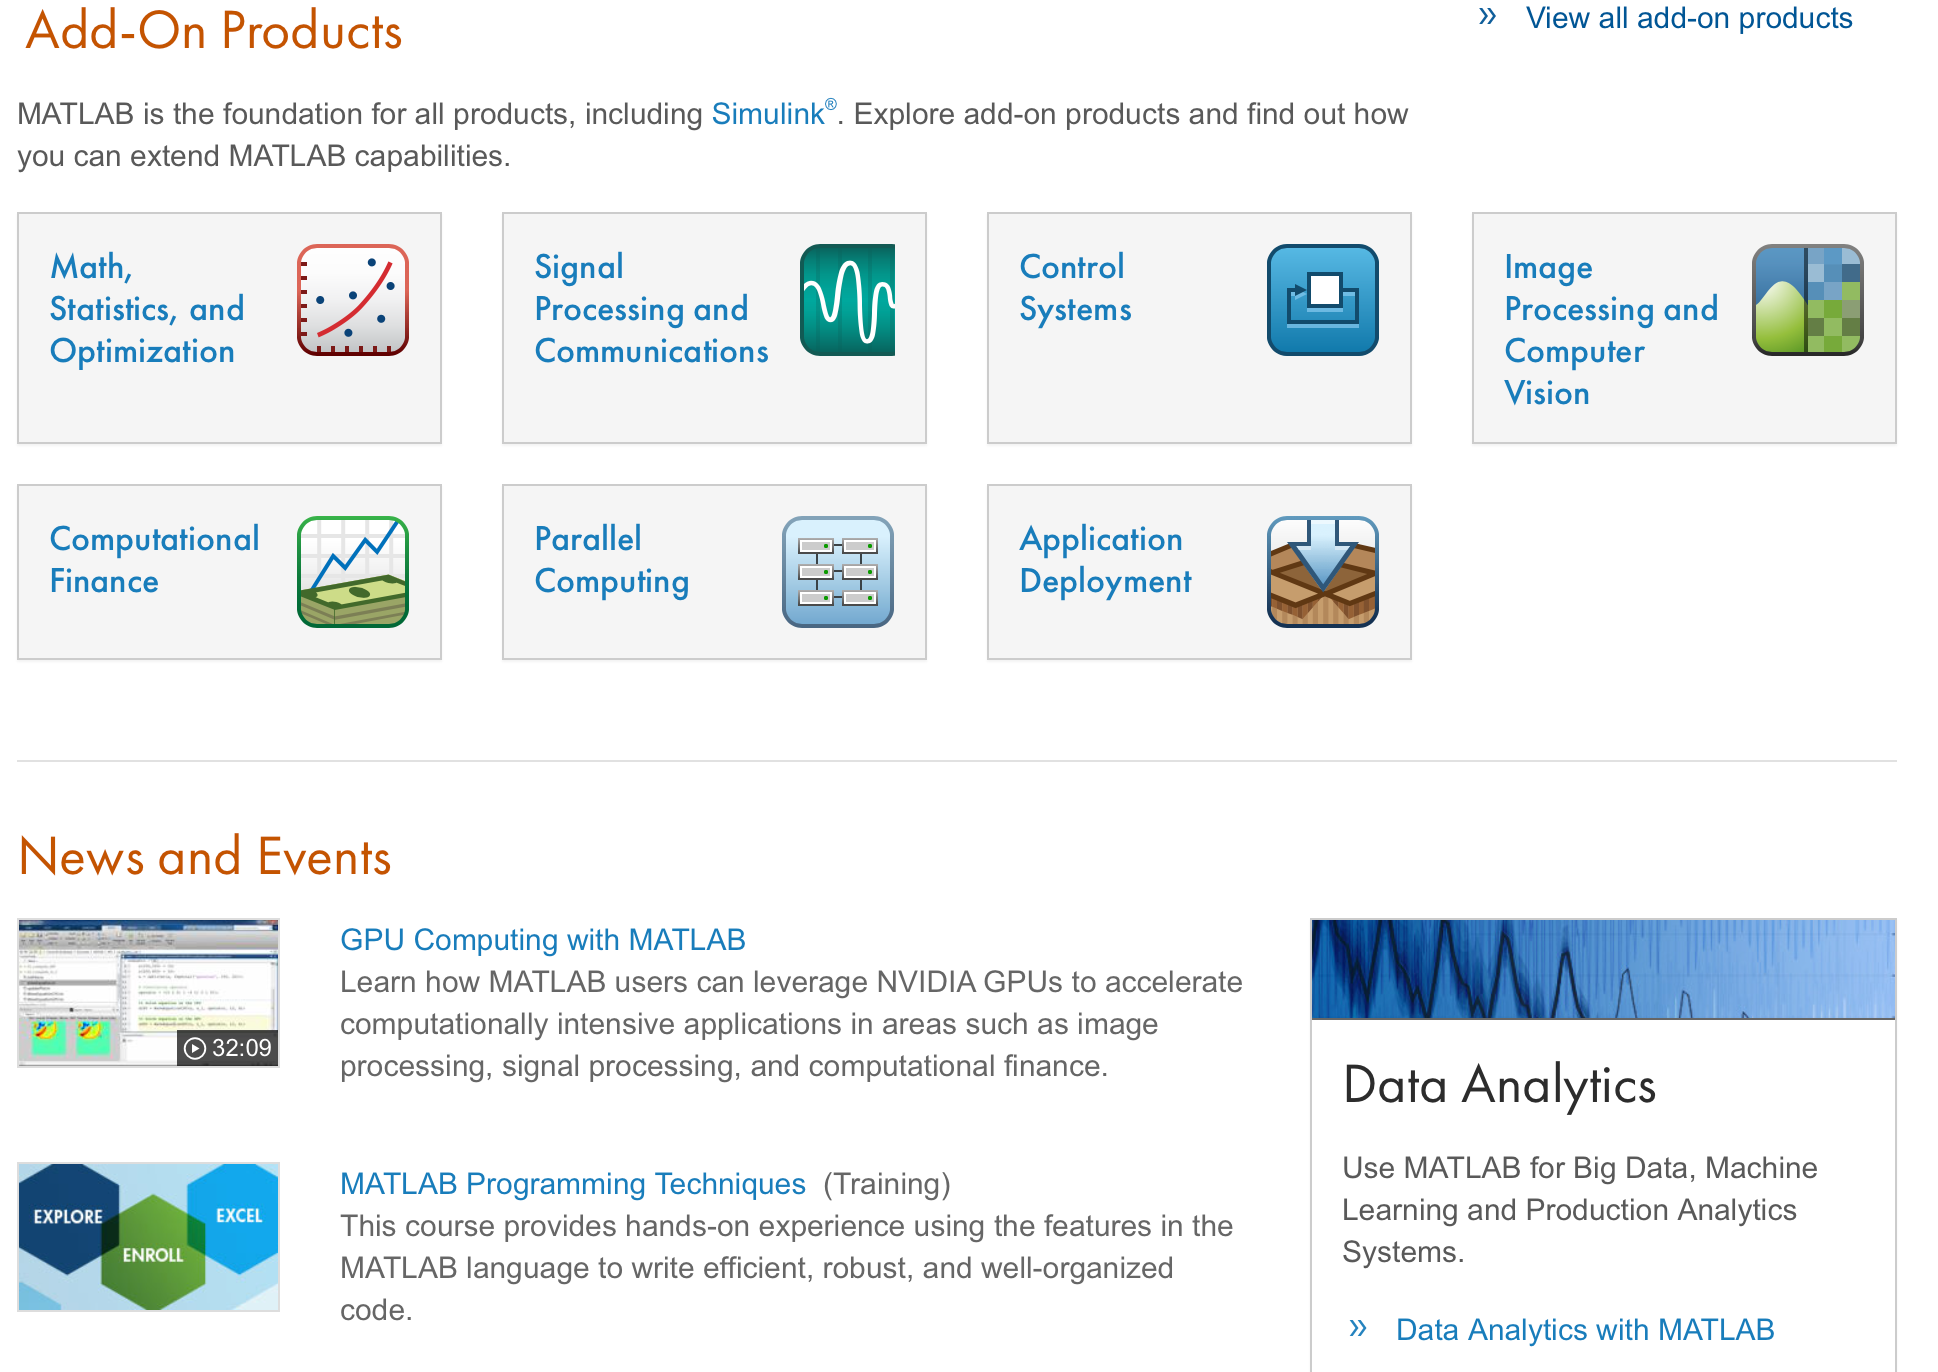 Add-On Products
» View all add-on products
MATLAB is the foundation for all products, including Simulink®. Explore add-on products and find out how
you can extend MATLAB capabilities.
Math,
Statistics, and
Optimization
Signal
Processing and
Communications
Control
Systems
Image
Processing and
Computer
Vision
Computational
Finance
Parallel
Computing
Application
Deployment
News and Events
32:09
GPU Computing with MATLAB
Learn how MATLAB users can leverage NVIDIA GPUs to accelerate
computationally intensive applications in areas such as image
processing, signal processing, and computational finance.
EXPLORE
ENROLL
EXCEL
MATLAB Programming Techniques (Training)
This course provides hands-on experience using the features in the
MATLAB language to write efficient, robust, and well-organized
code.
Data Analytics
Use MATLAB for Big Data, Machine
Learning and Production Analytics
Systems.
» Data Analytics with MATLAB